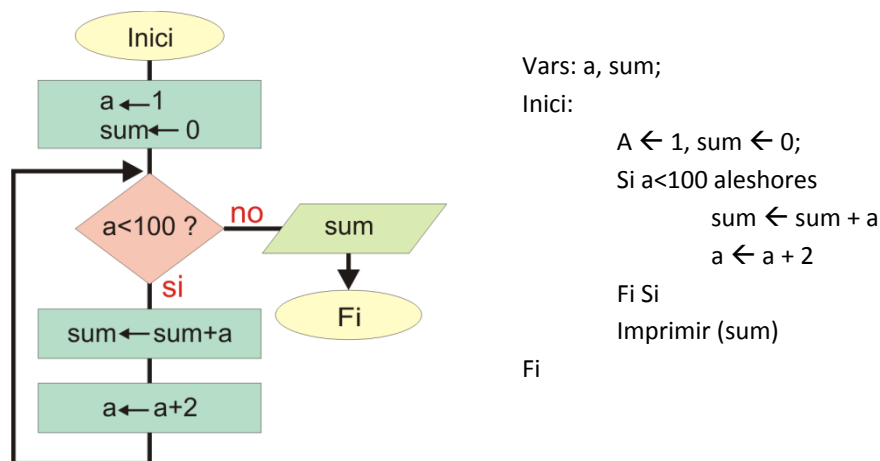 Inici
a ← 1
sum ← 0
a<100 ?
no
sum
si
Fi
sum ← sum+a
a ← a+2
Vars: a, sum;
Inici:
A ← 1, sum ← 0;
Si a<100 aleshores
sum ← sum + a
a ← a + 2
Fi Si
Imprimir (sum)
Fi